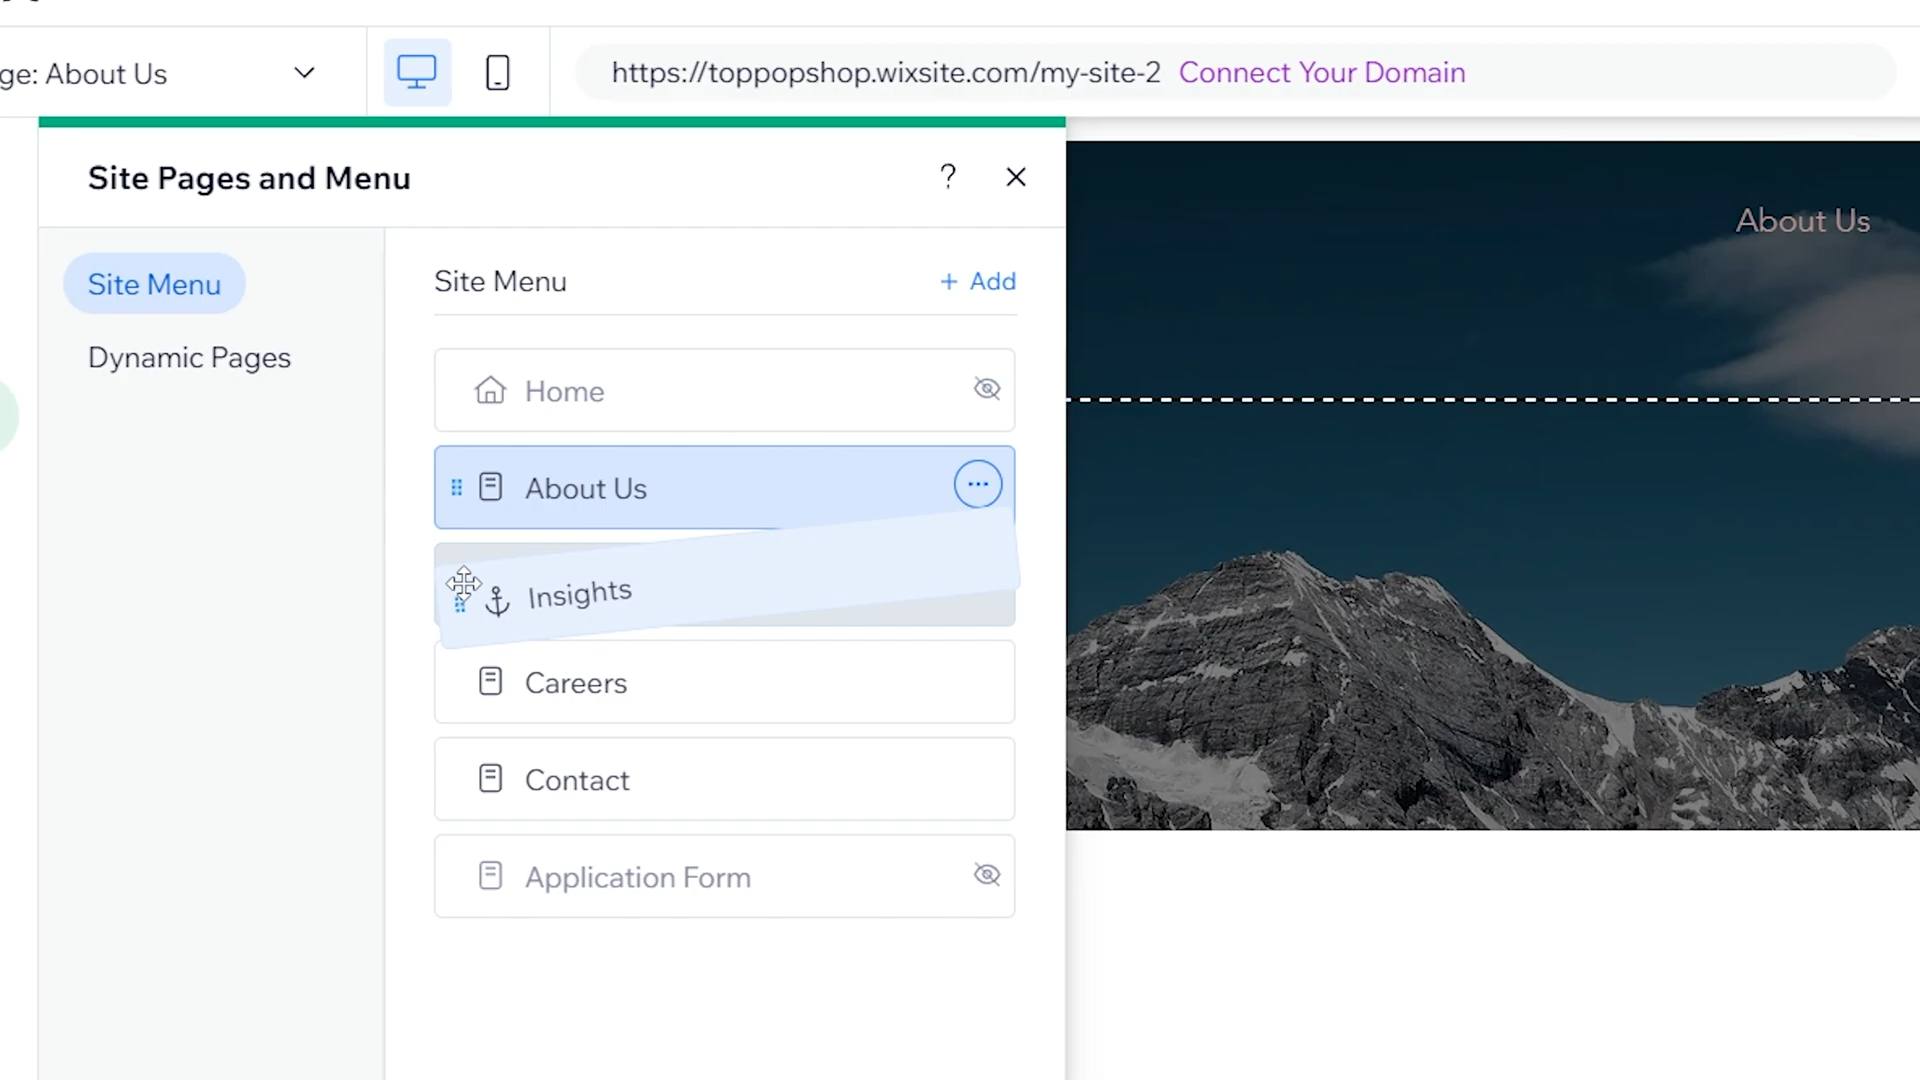 ge: About Us
https://toppopshop.wixsite.com/my-site-2 Connect Your Domain
Site Pages and Menu
?
About Us
Site Menu
Dynamic Pages
Site Menu
+ Add
Home
About Us
Insights
Careers
Contact
Application Form